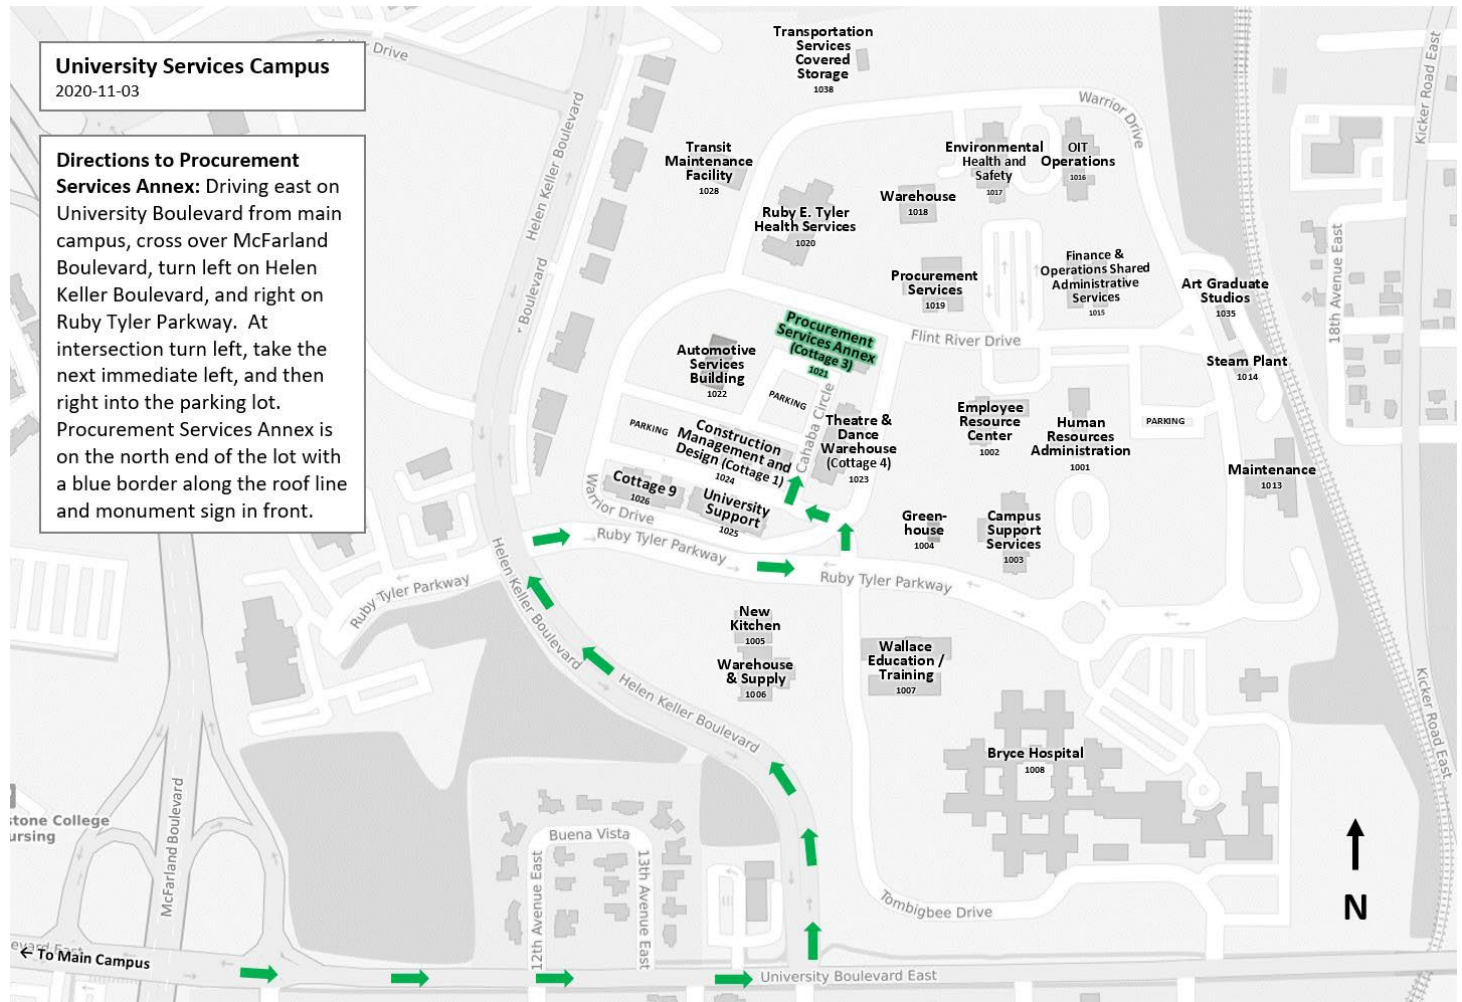 University Services Campus
2020-11-03
Directions to Procurement
Services Annex: Driving east on
University Boulevard from main
campus, cross over McFarland
Boulevard, turn left on Helen
Keller Boulevard, and right on
Ruby Tyler Parkway. At
intersection turn left, take the
next immediate left, and then
right into the parking lot.
Procurement Services Annex is
on the north end of the lot with
a blue border along the roof line
and monument sign in front.
Drive
Transportation
Services
Covered
Storage
1038
Warrior Drive
Kicker Road East
Helen Keller Boulevard
Transit
Maintenance
Facility
1028
Environmental
Health and
Safety
1017
OIT
Operations
1016
Warehouse
1018
Ruby E. Tyler
Health Services
1020
Procurement
Services
1019
Finance &
Operations Shared
Administrative
Services
1015
Art Graduate
Studios
1035
18th Avenue East
r Boulevard
Procurement
Services Annex
(Cottage 3)
1021
Flint River Drive
Steam Plant
1014
Automotive
Services
Building
1022
PARKING
Cahaba Circle
PARKING
Construction
Management and
Design (Cottage 1)
1024
Theatre &
Dance
Warehouse
(Cottage 4)
1023
Employee
Resource
Center
1002
Human
Resources
Administration
1001
PARKING
Maintenance
1013
Cottage 9
1026
University
Support
1025
Warrior Drive
Green-
house
1004
Campus
Support
Services
1003
Ruby Tyler Parkway
Ruby Tyler Parkway
Ruby Tyler Parkway
Helen Keller Boulevard
New
Kitchen
1005
Warehouse
& Supply
1006
Wallace
Education /
Training
1007
Helen Keller Boulevard
Kicker Road East
Bryce Hospital
1008
McFarland Boulevard
stone College
ursing
Buena Vista
12th Avenue East
13th Avenue East
Tombigbee Drive
N
evard East
← To Main Campus
University Boulevard East